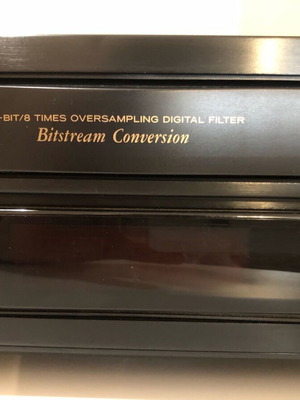 -BIT/8 TIMES OVERSAMPLING DIGITAL FILTER
Bitstream Conversion